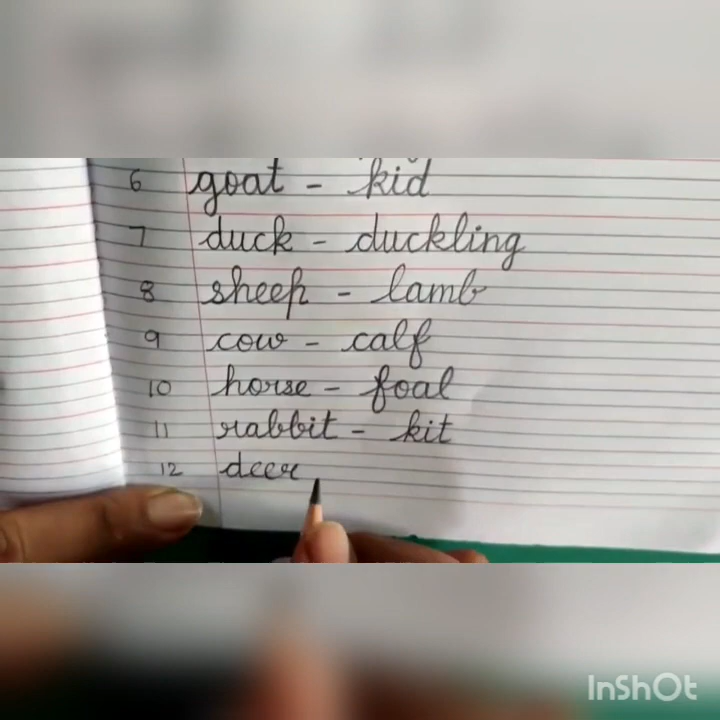 6 goat - kid
7 duck - duckling
8 sheep - lamb
9 cow - calf
10 horse - foal
11 rabbit - kit
12 deer
InShOt